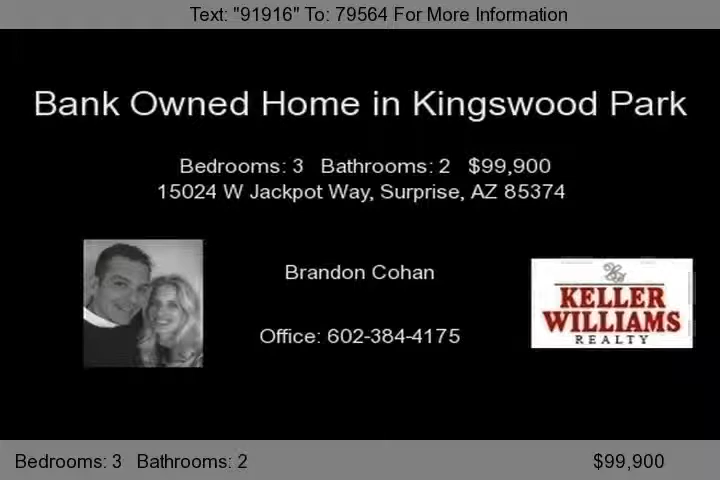 Text: "91916" To: 79564 For More Information
Bank Owned Home in Kingswood Park
Bedrooms: 3 Bathrooms: 2 $99,900
15024 W Jackpot Way, Surprise, AZ 85374
Brandon Cohan
Office: 602-384-4175
KELLER
WILLIAMS
REALTY
Bedrooms: 3 Bathrooms: 2 $99,900